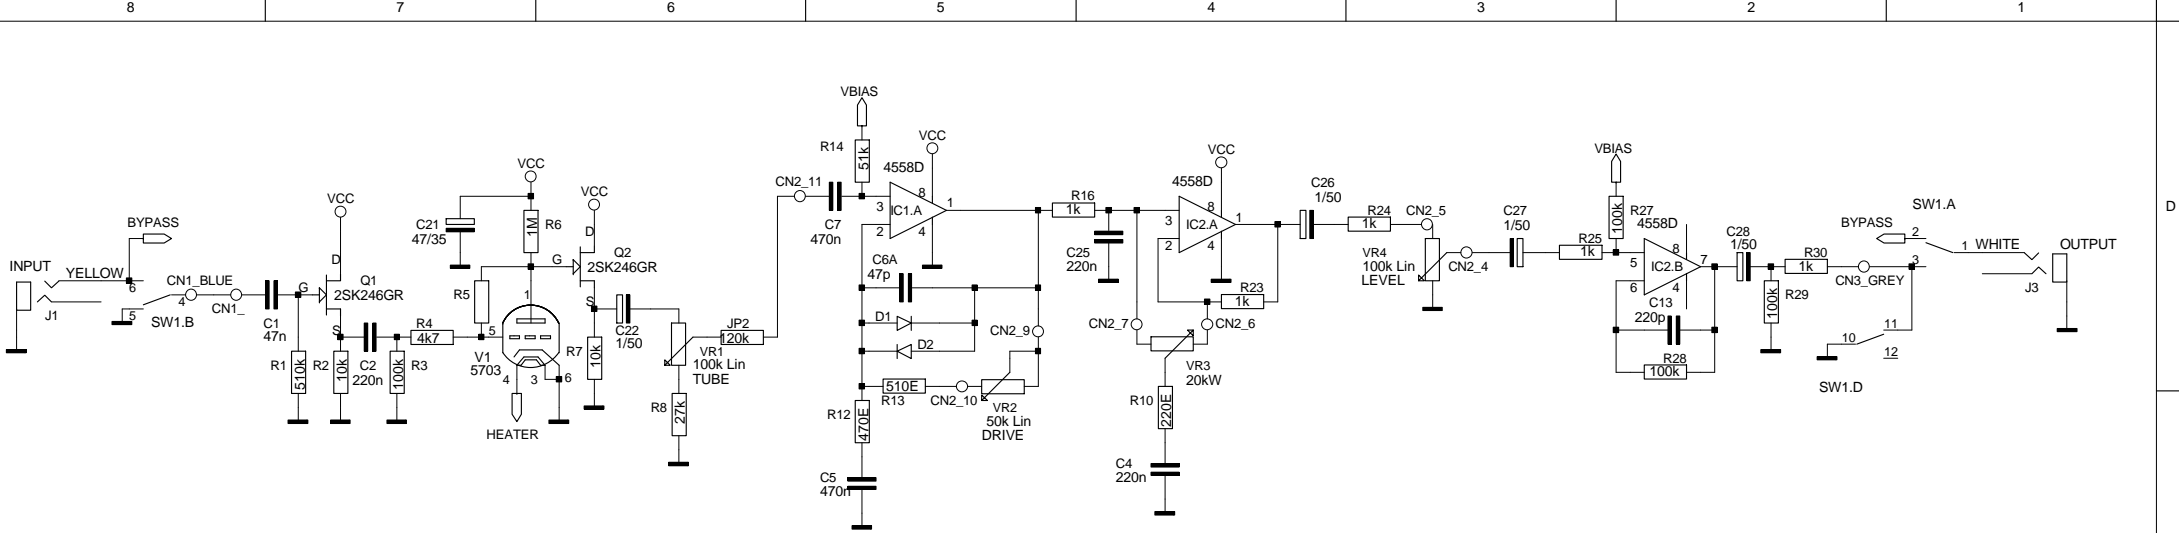 8 7 6 5 4 3 2 1
D
INPUT
J1
YELLOW
BYPASS
6
5
4
SW1.B
CN1_BLUE
CN1_
C1
47n
R1
510k
G
D
S
VCC
Q1
2SK246GR
R2
10k
C2
220n
R3
100k
R4
4k7
R5
C21
47/35
VCC
R6
1M
1
5
V1
5703
4
3
6
HEATER
VCC
D
G
S
Q2
2SK246GR
R7
10k
C22
1/50
VR1
100k Lin
TUBE
R8
27k
JP2
120k
CN2_11
C7
470n
VBIAS
R14
51k
VCC
4558D
IC1.A
3
2
8
4
1
C6A
47p
D1
D2
CN2_9
510E
R13
CN2_10
VR2
50k Lin
DRIVE
R12
470E
C5
470n
R16
1k
C25
220n
VCC
4558D
IC2.A
3
2
8
4
1
R23
1k
CN2_7
CN2_6
VR3
20kW
R10
220E
C4
220n
C26
1/50
R24
1k
CN2_5
VR4
100k Lin
LEVEL
CN2_4
C27
1/50
R25
1k
VBIAS
R27
100k
4558D
IC2.B
5
6
8
4
7
C13
220p
R28
100k
C28
1/50
R29
100k
R30
1k
CN3_GREY
BYPASS
SW1.A
2
1
3
WHITE
OUTPUT
J3
10
11
12
SW1.D